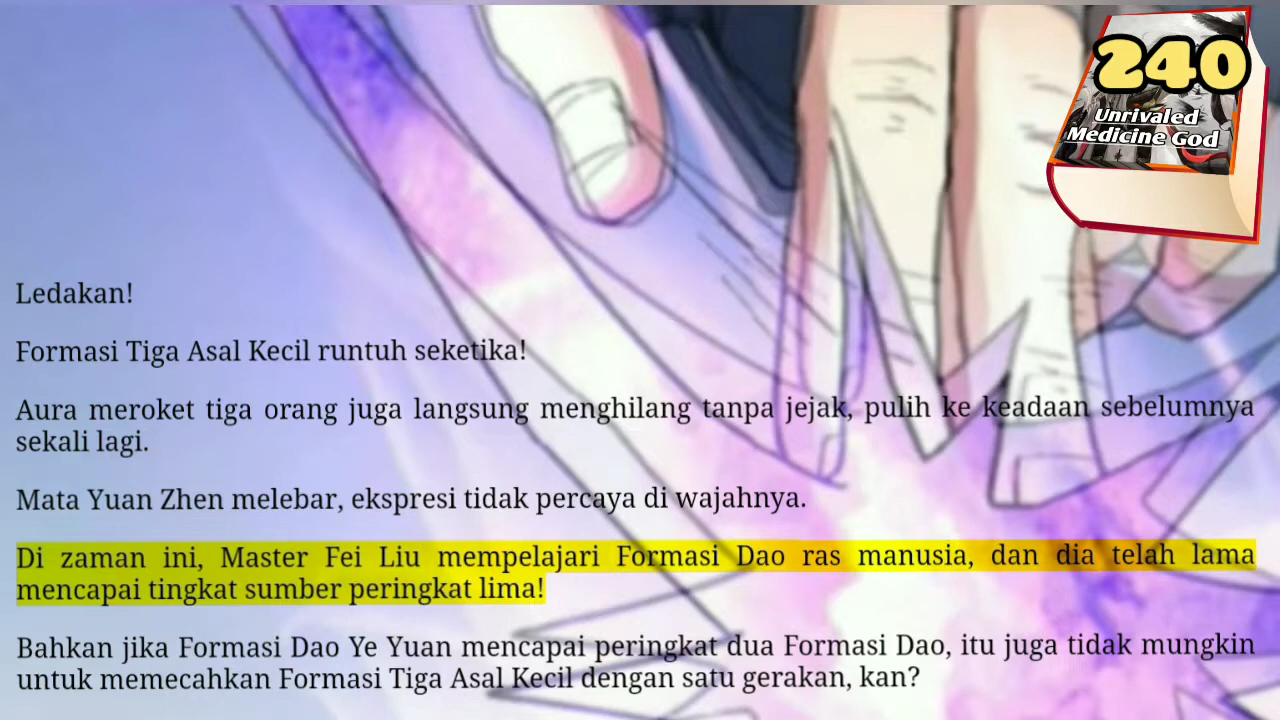 240
Unrivaled
Medicine God
Ledakan!
Formasi Tiga Asal Kecil runtuh seketika!
Aura meroket tiga orang juga langsung menghilang tanpa jejak, pulih ke keadaan sebelumnya
sekali lagi.
Mata Yuan Zhen melebar, ekspresi tidak percaya di wajahnya.
Di zaman ini, Master Fei Liu mempelajari Formasi Dao ras manusia, dan dia telah lama
mencapai tingkat sumber peringkat lima!
Bahkan jika Formasi Dao Ye Yuan mencapai peringkat dua Formasi Dao, itu juga tidak mungkin
untuk memecahkan Formasi Tiga Asal Kecil dengan satu gerakan, kan?